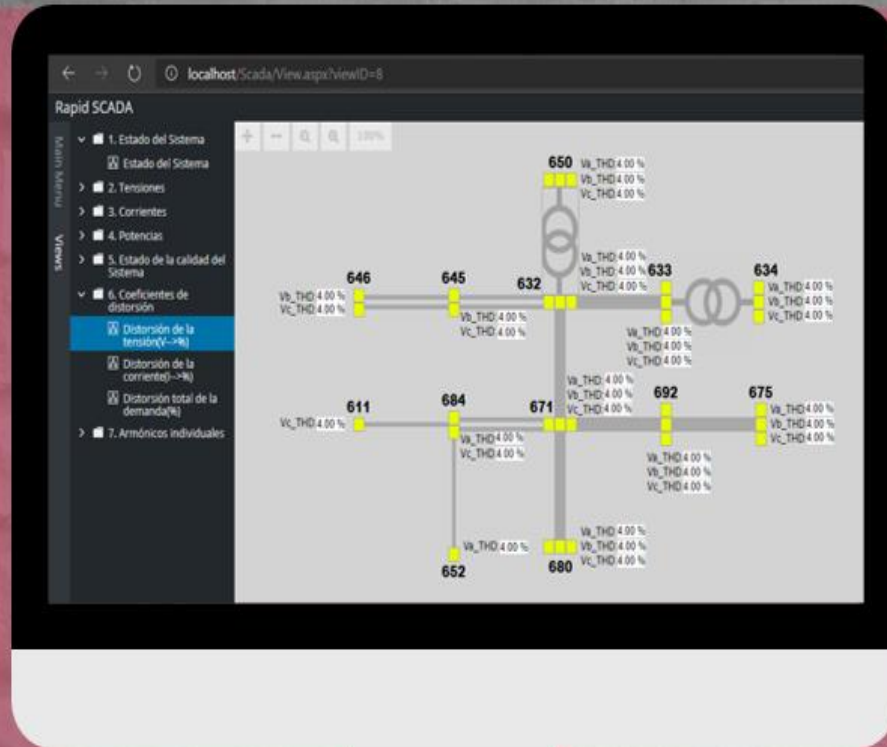 localhost/Scada/View.aspx?viewID=8
Rapid SCADA
Main Menu
Views
1. Estado del Sistema
Estado del Sistema
2. Tensiones
3. Corrientes
4. Potencias
5. Estado de la calidad del
Sistema
6. Coeficientes de
distorsión
Distorsión de la
tensión(V-->%)
Distorsión de la
corriente(I-->%)
Distorsión total de la
demanda(%)
7. Armónicos individuales
100%
650
Va_THD:4.00 %
Vb_THD:4.00 %
Vc_THD:4.00 %
646
Vb_THD:4.00 %
Vc_THD:4.00 %
645
Vb_THD:4.00 %
Vc_THD:4.00 %
632
Va_THD:4.00 %
Vb_THD:4.00 %
Vc_THD:4.00 %
633
Va_THD:4.00 %
Vb_THD:4.00 %
Vc_THD:4.00 %
634
Va_THD:4.00 %
Vb_THD:4.00 %
Vc_THD:4.00 %
611
Vc_THD:4.00 %
684
Va_THD:4.00 %
Vc_THD:4.00 %
671
Va_THD:4.00 %
Vb_THD:4.00 %
Vc_THD:4.00 %
692
Va_THD:4.00 %
Vb_THD:4.00 %
Vc_THD:4.00 %
675
Va_THD:4.00 %
Vb_THD:4.00 %
Vc_THD:4.00 %
652
Va_THD:4.00 %
680
Va_THD:4.00 %
Vb_THD:4.00 %
Vc_THD:4.00 %